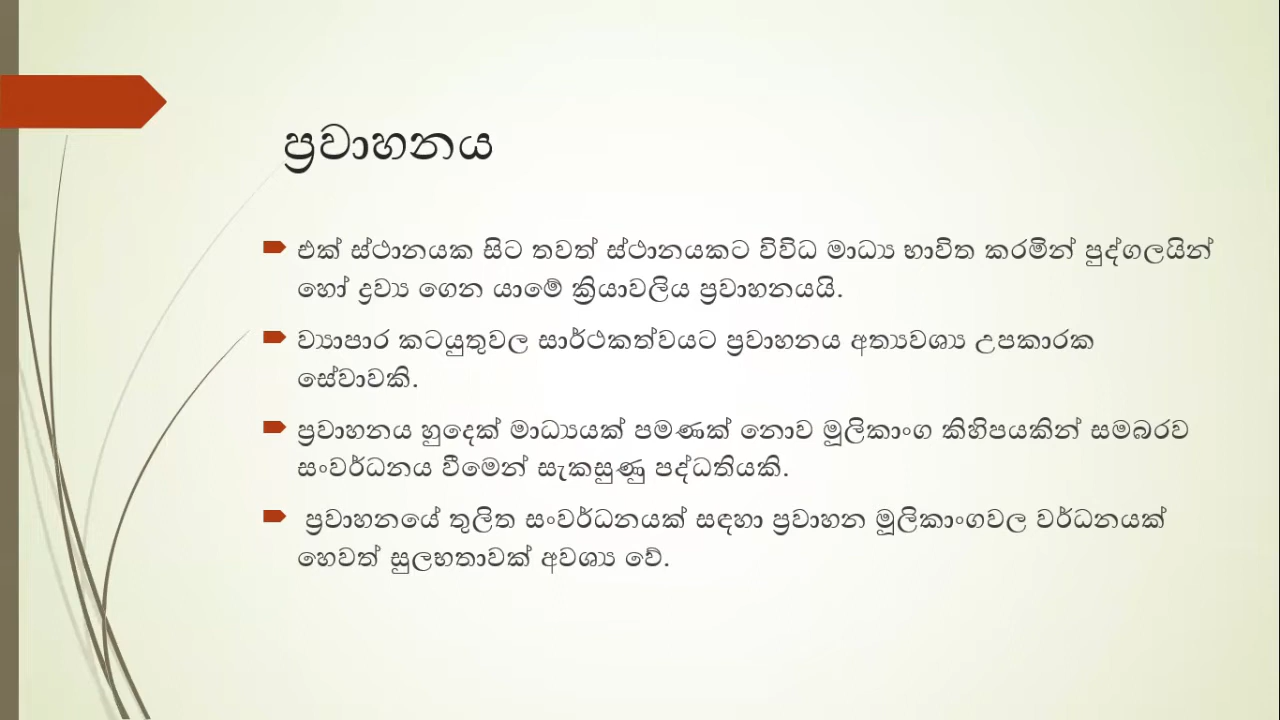 ප්‍රවාහනය
එක් ස්ථානයක සිට තවත් ස්ථානයකට විවිධ මාධ්‍ය භාවිත කරමින් පුද්ගලයින්
හෝ ද්‍රව්‍ය ගෙන යාමේ ක්‍රියාවලිය ප්‍රවාහනයයි.
ව්‍යාපාර කටයුතුවල සාර්ථකත්වයට ප්‍රවාහනය අත්‍යවශ්‍ය උපකාරක
සේවාවකි.
ප්‍රවාහනය හුදෙක් මාධ්‍යයක් පමණක් නොව මූලිකාංග කිහිපයකින් සමබරව
සංවර්ධනය වීමෙන් සැකසුණු පද්ධතියකි.
ප්‍රවාහනයේ තුලිත සංවර්ධනයක් සඳහා ප්‍රවාහන මූලිකාංගවල වර්ධනයක්
හෙවත් සුලභතාවක් අවශ්‍ය වේ.